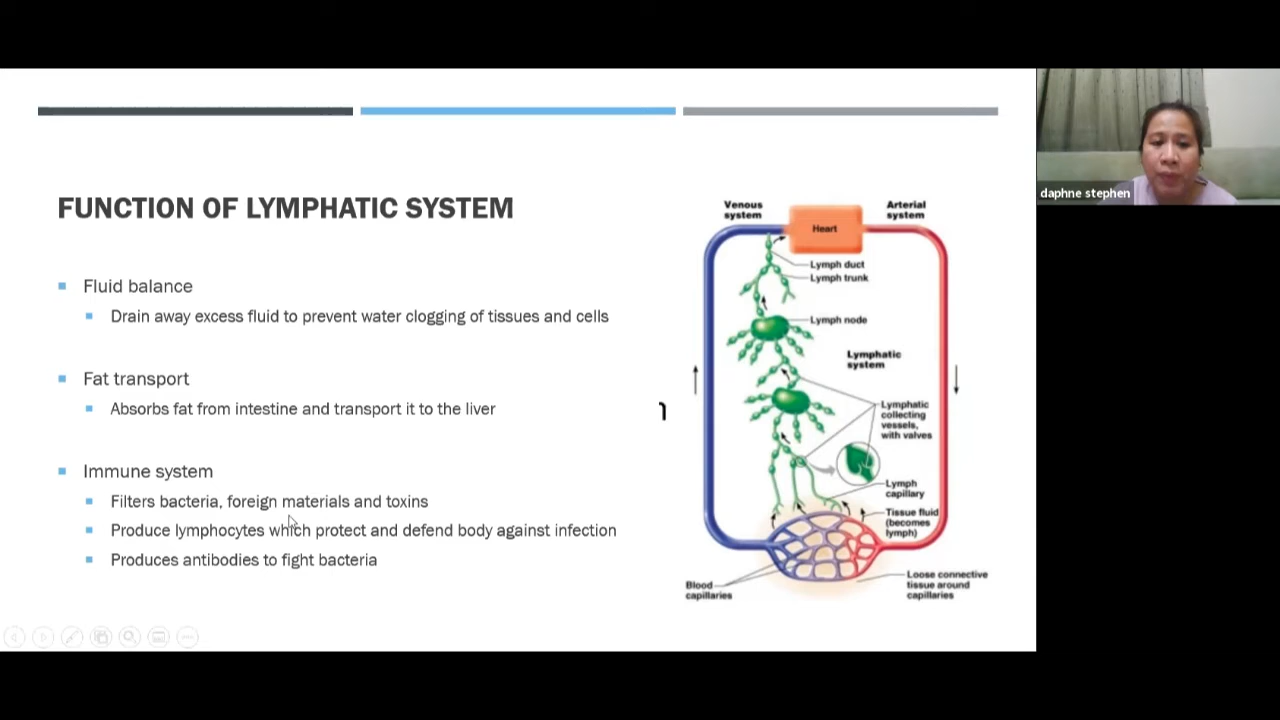 FUNCTION OF LYMPHATIC SYSTEM
Fluid balance
Drain away excess fluid to prevent water clogging of tissues and cells
Fat transport
Absorbs fat from intestine and transport it to the liver
Immune system
Filters bacteria, foreign materials and toxins
Produce lymphocytes which protect and defend body against infection
Produces antibodies to fight bacteria
Venous
system
Heart
Arterial
system
Lymph duct
Lymph trunk
Lymph node
Lymphatic
system
Lymphatic
collecting
vessels,
with valves
Lymph
capillary
Tissue fluid
(becomes
lymph)
Blood
capillaries
Loose connective
tissue around
capillaries
daphne stephen